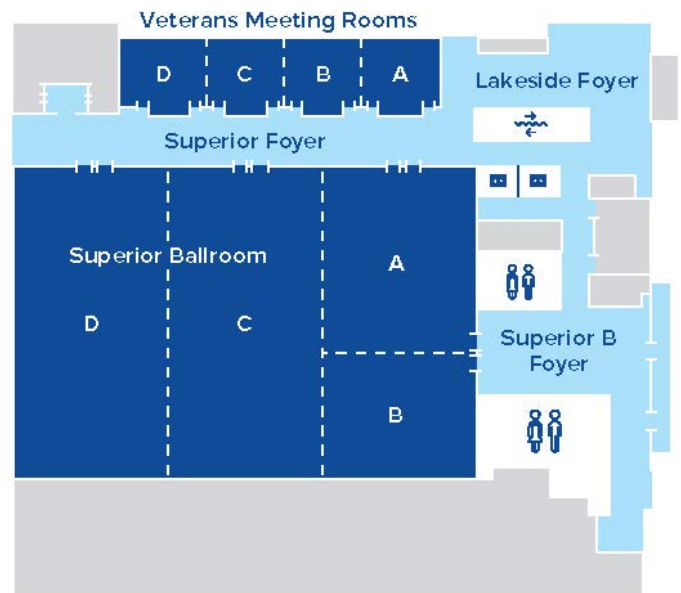 Veterans Meeting Rooms
D C B A
Lakeside Foyer
Superior Foyer
Superior Ballroom
A
D C
Superior B
Foyer
B